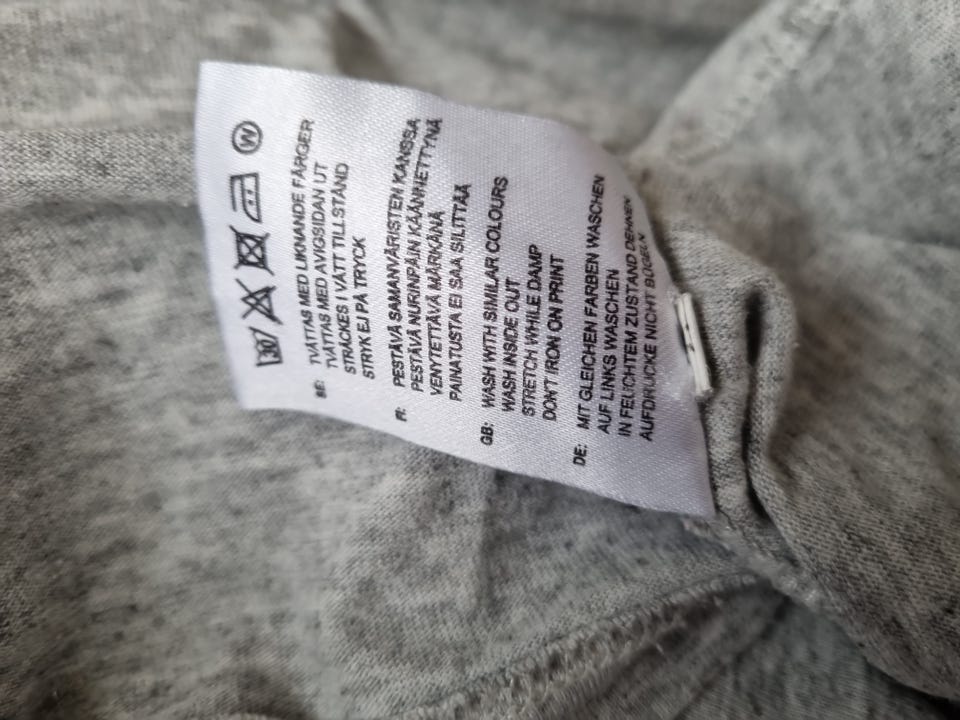 30 W
SE: TVÄTTAS MED LIKNANDE FÄRGER
TVÄTTAS MED AVIGSIDAN UT
STRÄCKES I VÅTT TILLSTÅND
STRYK EJ PÅ TRYCK
FI: PESTÄVÄ SAMANVÄRISTEN KANSSA
PESTÄVÄ NURINPÄIN KÄÄNNETTYNÄ
VENYTETTÄVÄ MÄRKÄNÄ
PAINATUSTA EI SAA SILITTÄÄ
GB: WASH WITH SIMILAR COLOURS
WASH INSIDE OUT
STRETCH WHILE DAMP
DON'T IRON ON PRINT
DE: MIT GLEICHEN FARBEN WASCHEN
AUF LINKS WASCHEN
IN FEUCHTEM ZUSTAND DEHNEN
AUFDRUCKE NICHT BÜGELN